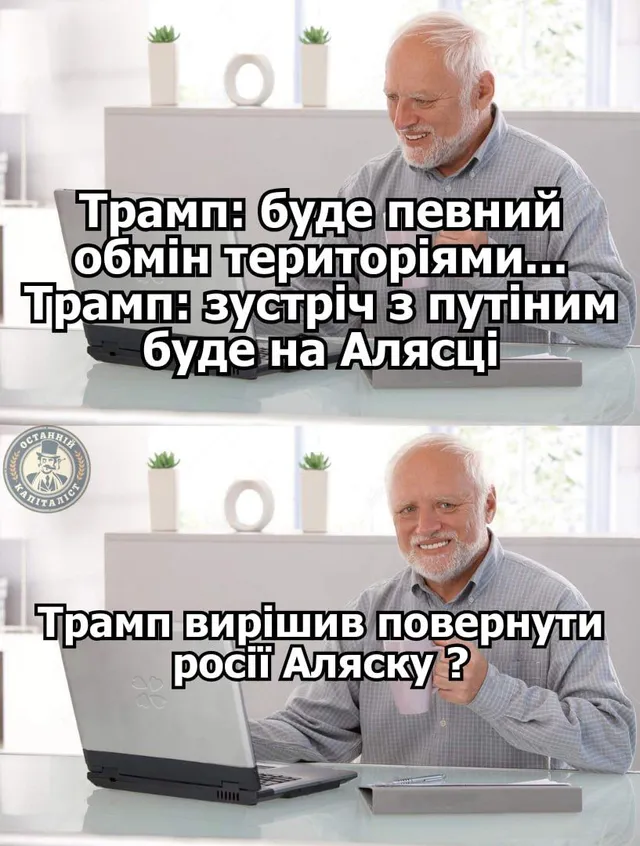 Трамп: буде певний
обмін територіями...
Трамп: зустріч з путіним
буде на Алясці
ОСТАННІЙ
КАПІТАЛІСТ
Трамп вирішив повернути
росії Аляску ?